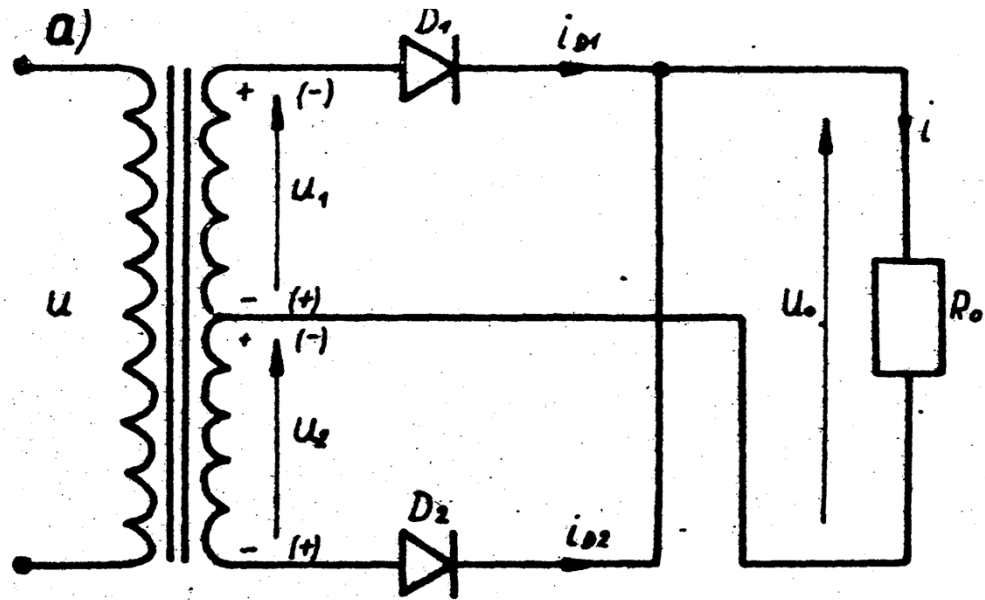 a)
D1
iD1
+ (-)
i
u1
u
- (+)
+ (-)
U0
R0
u2
D2
iD2
- (+)